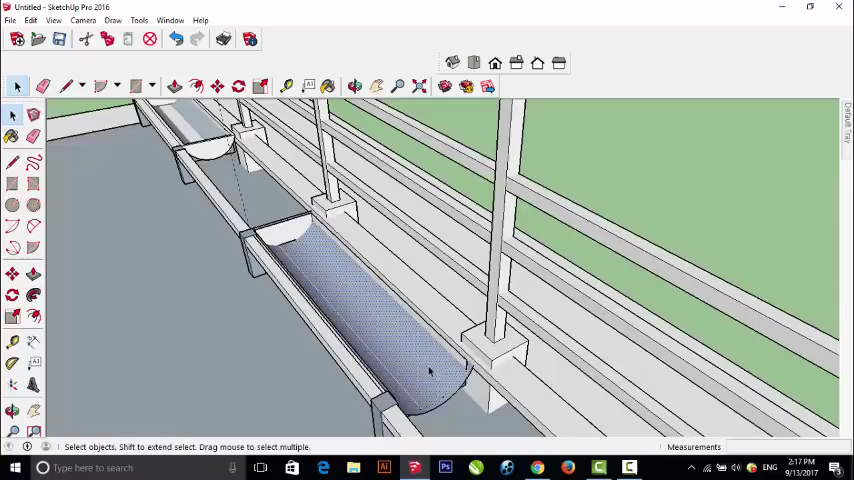 Untitled - SketchUp Pro 2016
File Edit View Camera Draw Tools Window Help
Default Tray
Select objects. Shift to extend select. Drag mouse to select multiple.
Measurements
Type here to search
ENG
2:17 PM
9/13/2017